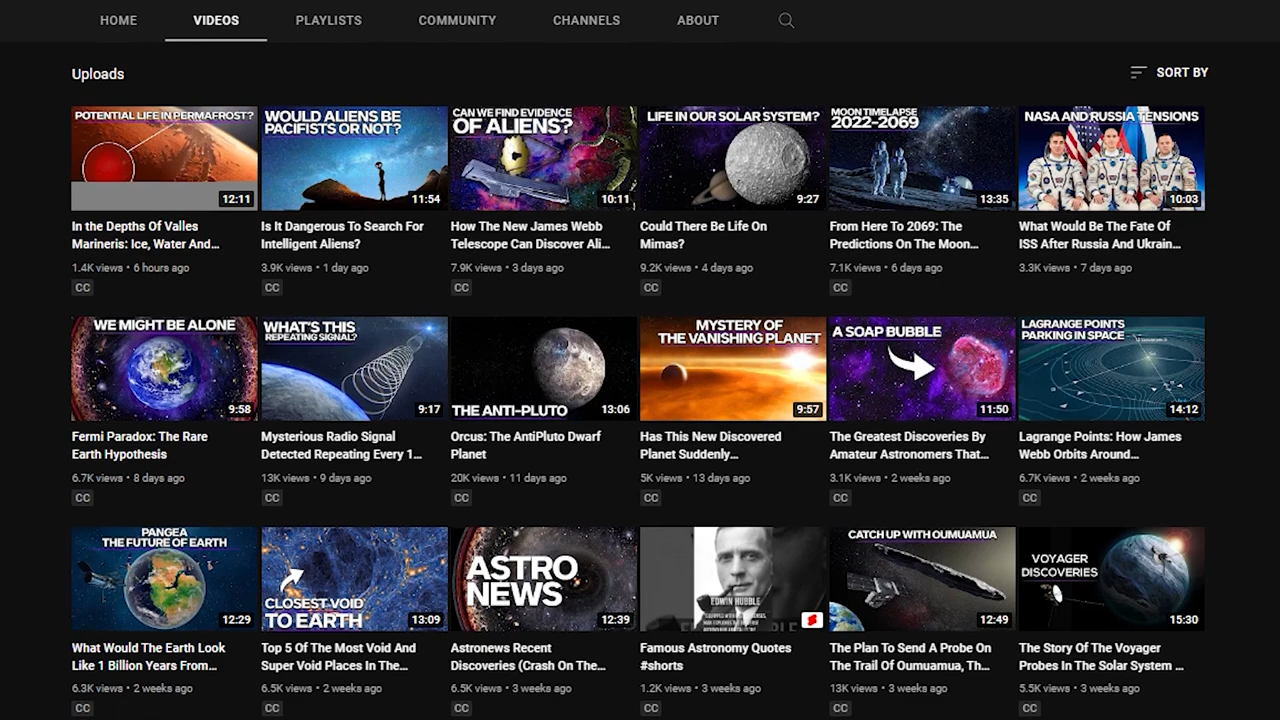 HOME VIDEOS PLAYLISTS COMMUNITY CHANNELS ABOUT
Uploads
SORT BY
POTENTIAL LIFE IN PERMAFROST?
12:11
WOULD ALIENS BE
PACIFISTS OR NOT?
11:54
CAN WE FIND EVIDENCE
OF ALIENS?
10:11
LIFE IN OUR SOLAR SYSTEM?
9:27
MOON TIMELAPSE
2022-2069
13:35
NASA AND RUSSIA TENSIONS
10:03
In the Depths Of Valles
Marineris: Ice, Water And...
1.4K views • 6 hours ago
CC
Is It Dangerous To Search For
Intelligent Aliens?
3.9K views • 1 day ago
CC
How The New James Webb
Telescope Can Discover Ali...
7.9K views • 3 days ago
CC
Could There Be Life On
Mimas?
9.2K views • 4 days ago
CC
From Here To 2069: The
Predictions On The Moon...
7.1K views • 6 days ago
CC
What Would Be The Fate Of
ISS After Russia And Ukrain...
3.3K views • 7 days ago
WE MIGHT BE ALONE
9:58
WHAT'S THIS
REPEATING SIGNAL?
9:17
THE ANTI-PLUTO
13:06
MYSTERY OF
THE VANISHING PLANET
9:57
A SOAP BUBBLE
11:50
LAGRANGE POINTS
PARKING IN SPACE
14:12
Fermi Paradox: The Rare
Earth Hypothesis
6.7K views • 8 days ago
CC
Mysterious Radio Signal
Detected Repeating Every 1...
13K views • 9 days ago
CC
Orcus: The AntiPluto Dwarf
Planet
20K views • 11 days ago
CC
Has This New Discovered
Planet Suddenly...
5K views • 13 days ago
CC
The Greatest Discoveries By
Amateur Astronomers That...
3.1K views • 2 weeks ago
CC
Lagrange Points: How James
Webb Orbits Around...
6.7K views • 2 weeks ago
CC
PANGEA
THE FUTURE OF EARTH
12:29
CLOSEST VOID
TO EARTH
13:09
ASTRO
NEWS
12:39
EDWIN HUBBLE
CATCH UP WITH OUMUAMUA
12:49
VOYAGER
DISCOVERIES
15:30
What Would The Earth Look
Like 1 Billion Years From...
6.3K views • 2 weeks ago
CC
Top 5 Of The Most Void And
Super Void Places In The...
6.5K views • 2 weeks ago
CC
Astronews Recent
Discoveries (Crash On The...
6.5K views • 3 weeks ago
CC
Famous Astronomy Quotes
#shorts
1.2K views • 3 weeks ago
CC
The Plan To Send A Probe On
The Trail Of Oumuamua, Th...
13K views • 3 weeks ago
CC
The Story Of The Voyager
Probes In The Solar System ...
5.5K views • 3 weeks ago
CC